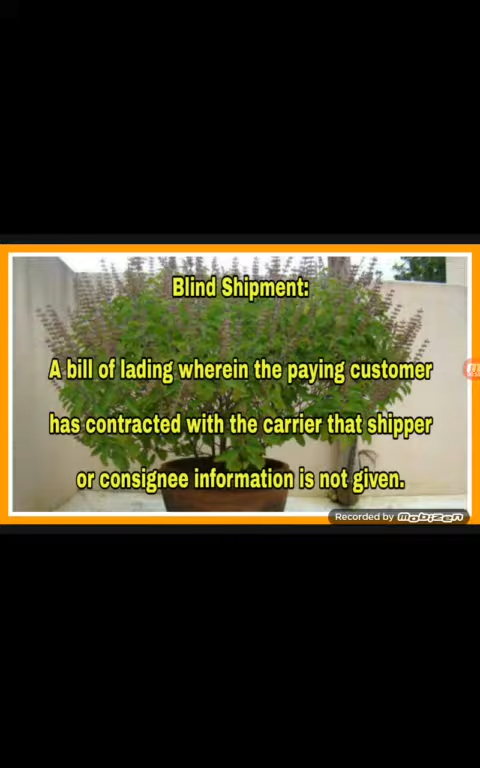 Blind Shipment:
A bill of lading wherein the paying customer
has contracted with the carrier that shipper
or consignee information is not given.
Recorded by Mobizen